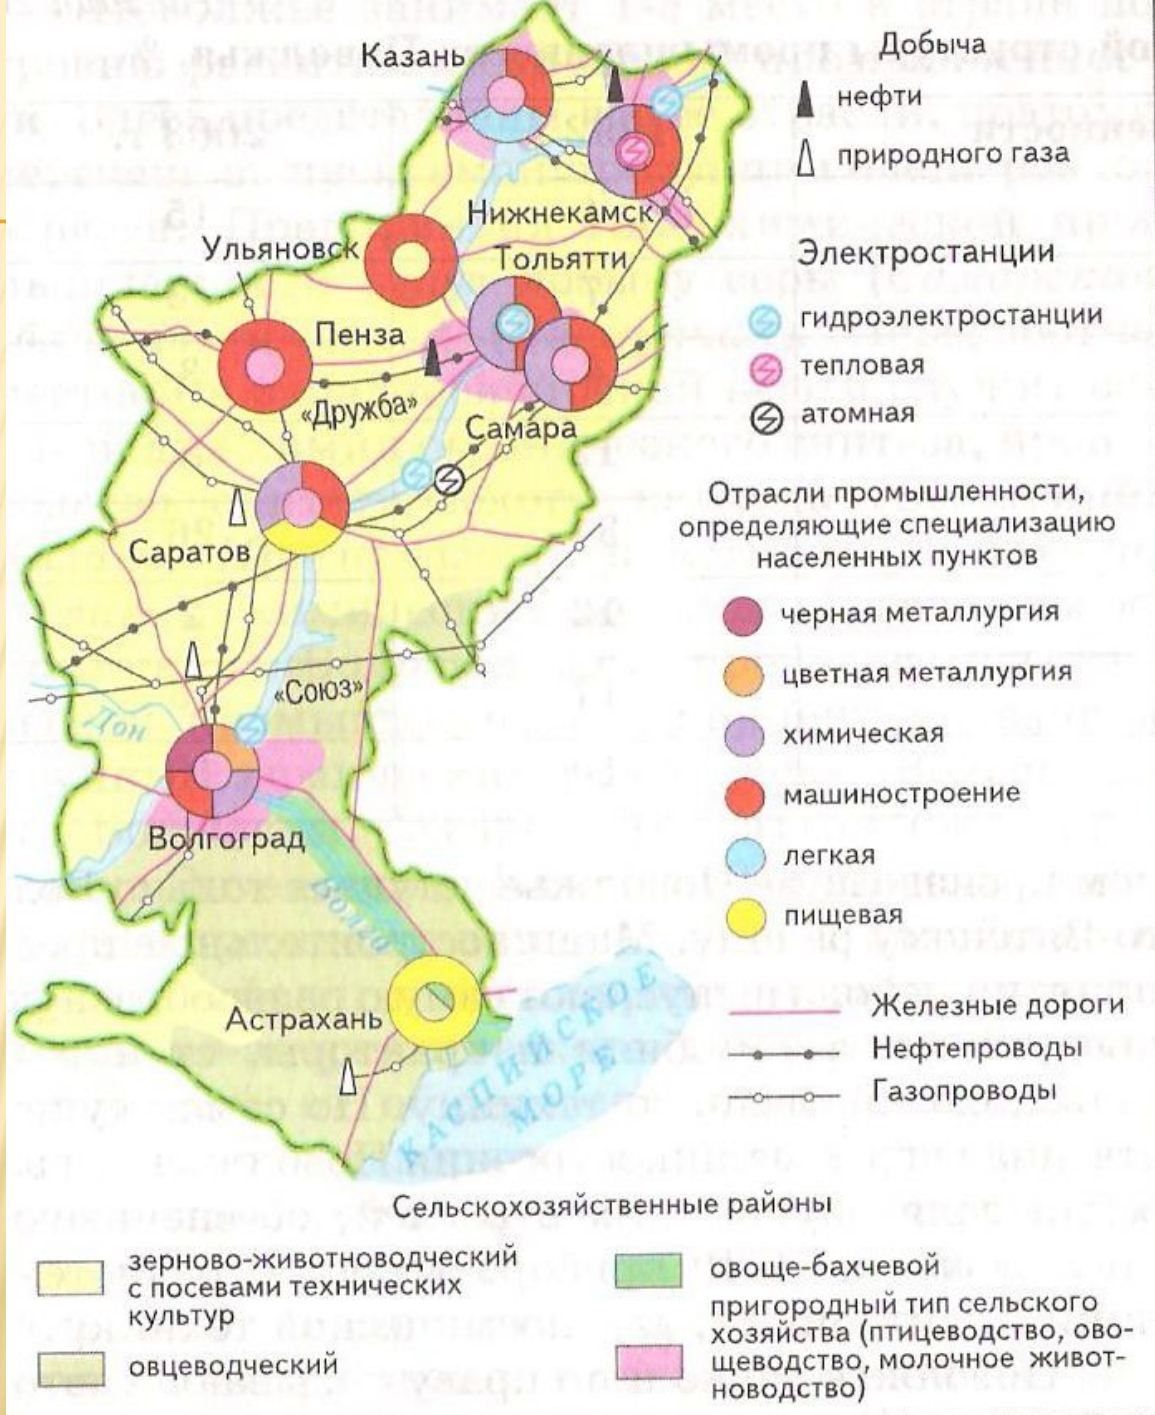 Казань
Нижнекамск
Ульяновск
Тольятти
Пенза
«Дружба»
Самара
Саратов
«Союз»
Дон
Волгоград
Волга
Астрахань
КАСПИЙСКОЕ
МОРЕ
Добыча
нефти
природного газа
Электростанции
гидроэлектростанции
тепловая
атомная
Отрасли промышленности,
определяющие специализацию
населенных пунктов
черная металлургия
цветная металлургия
химическая
машиностроение
легкая
пищевая
Железные дороги
Нефтепроводы
Газопроводы
Сельскохозяйственные районы
зерново-животноводческий
с посевами технических
культур
овцеводческий
овоще-бахчевой
пригородный тип сельского
хозяйства (птицеводство, ово-
щеводство, молочное живот-
новодство)